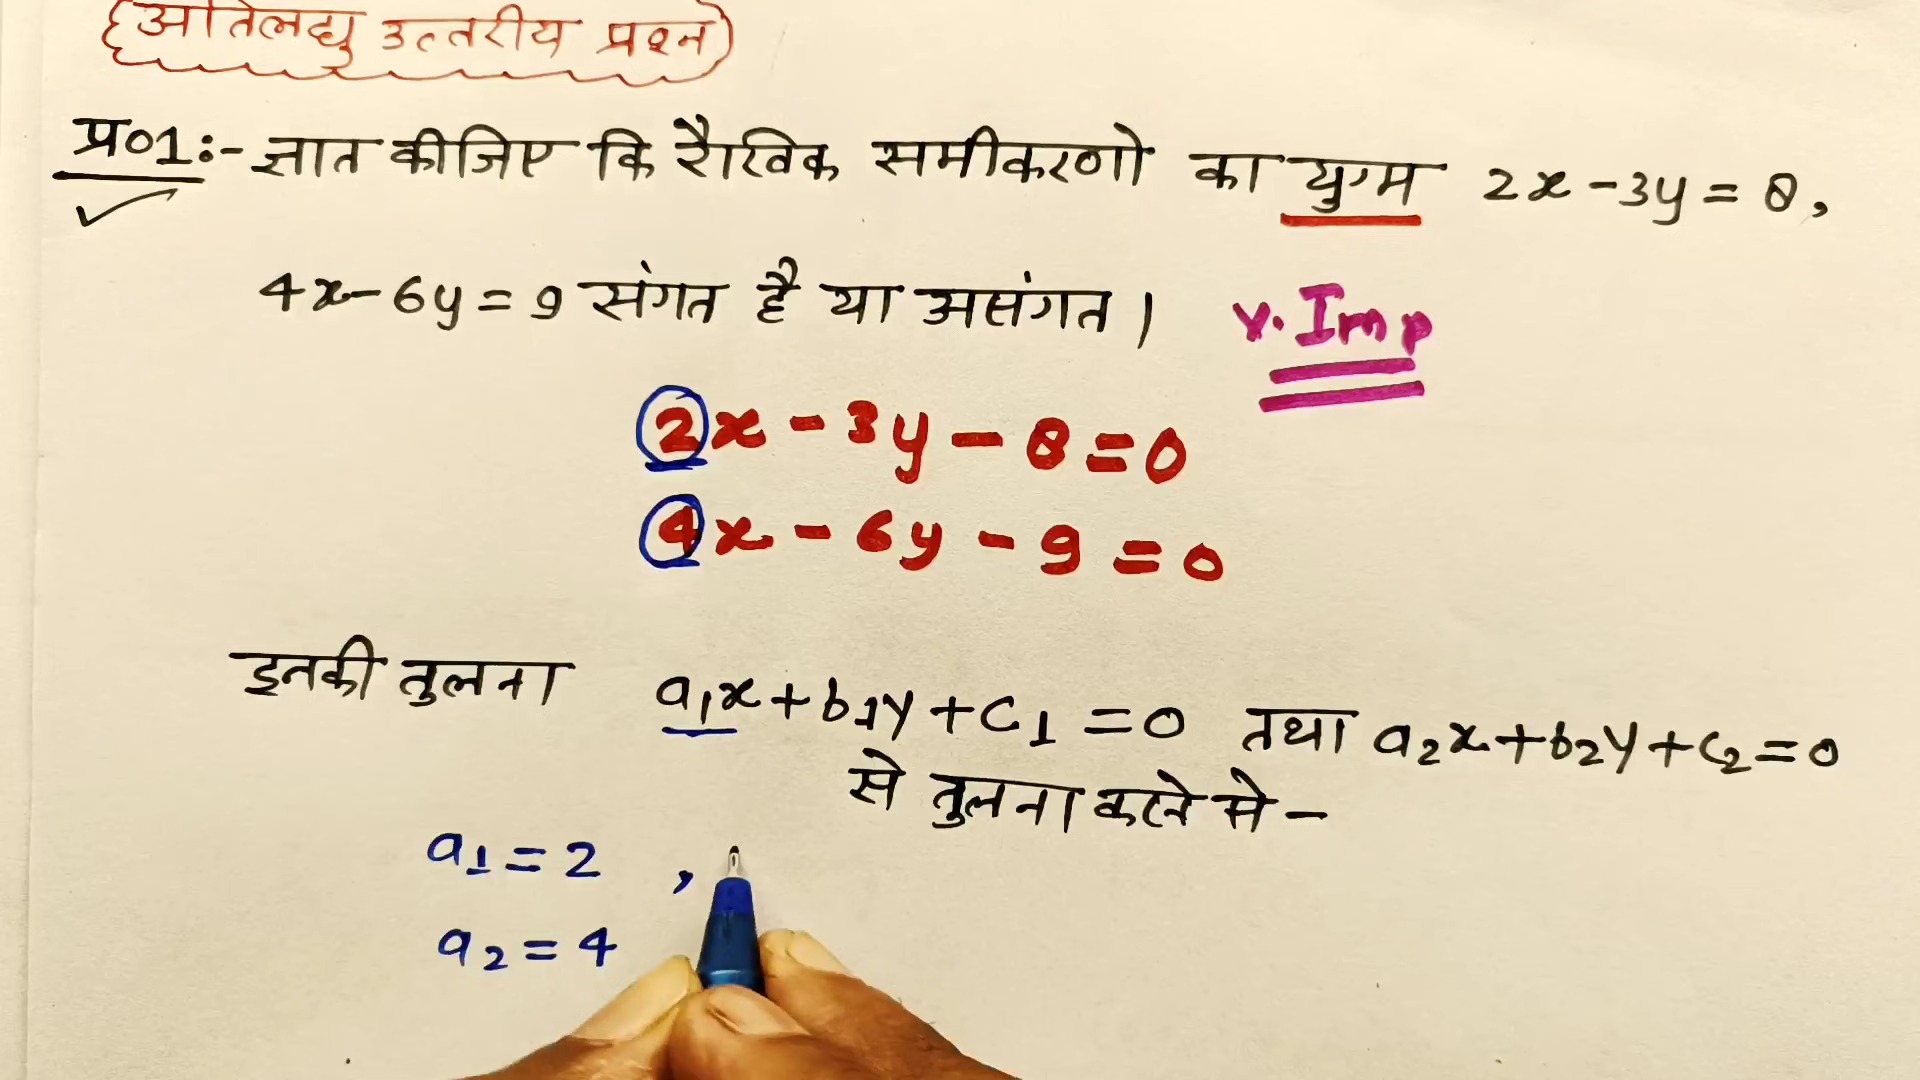 {अतिलघु उत्तरीय प्रश्न}
प्र०1:- ज्ञात कीजिए कि रैखिक समीकरणो का युग्म 2x-3y=8,
4x-6y=9 संगत है या असंगत।
v. Imp
2x-3y-8=0
4x-6y-9=0
इनकी तुलना a1x+b1y+c1=0 तथा a2x+b2y+c2=0
से तुलना करने से-
a1=2 ,
a2=4